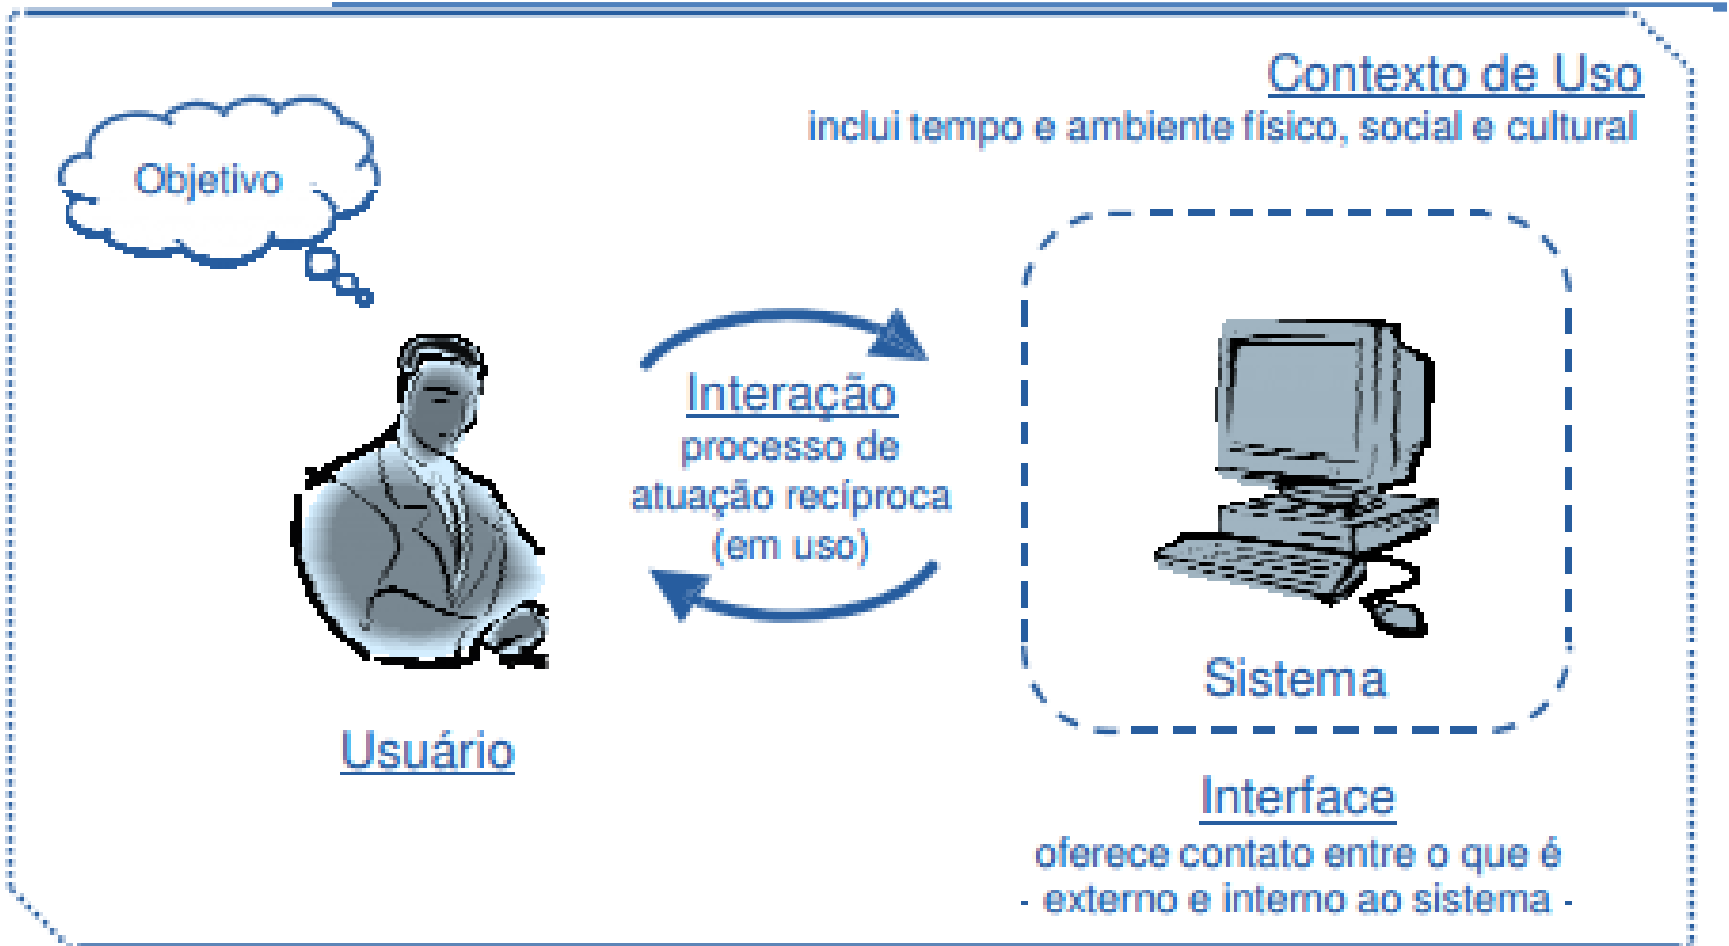 Contexto de Uso
inclui tempo e ambiente físico, social e cultural
Objetivo
Interação
processo de
atuação recíproca
(em uso)
Sistema
Usuário
Interface
oferece contato entre o que é
- externo e interno ao sistema -